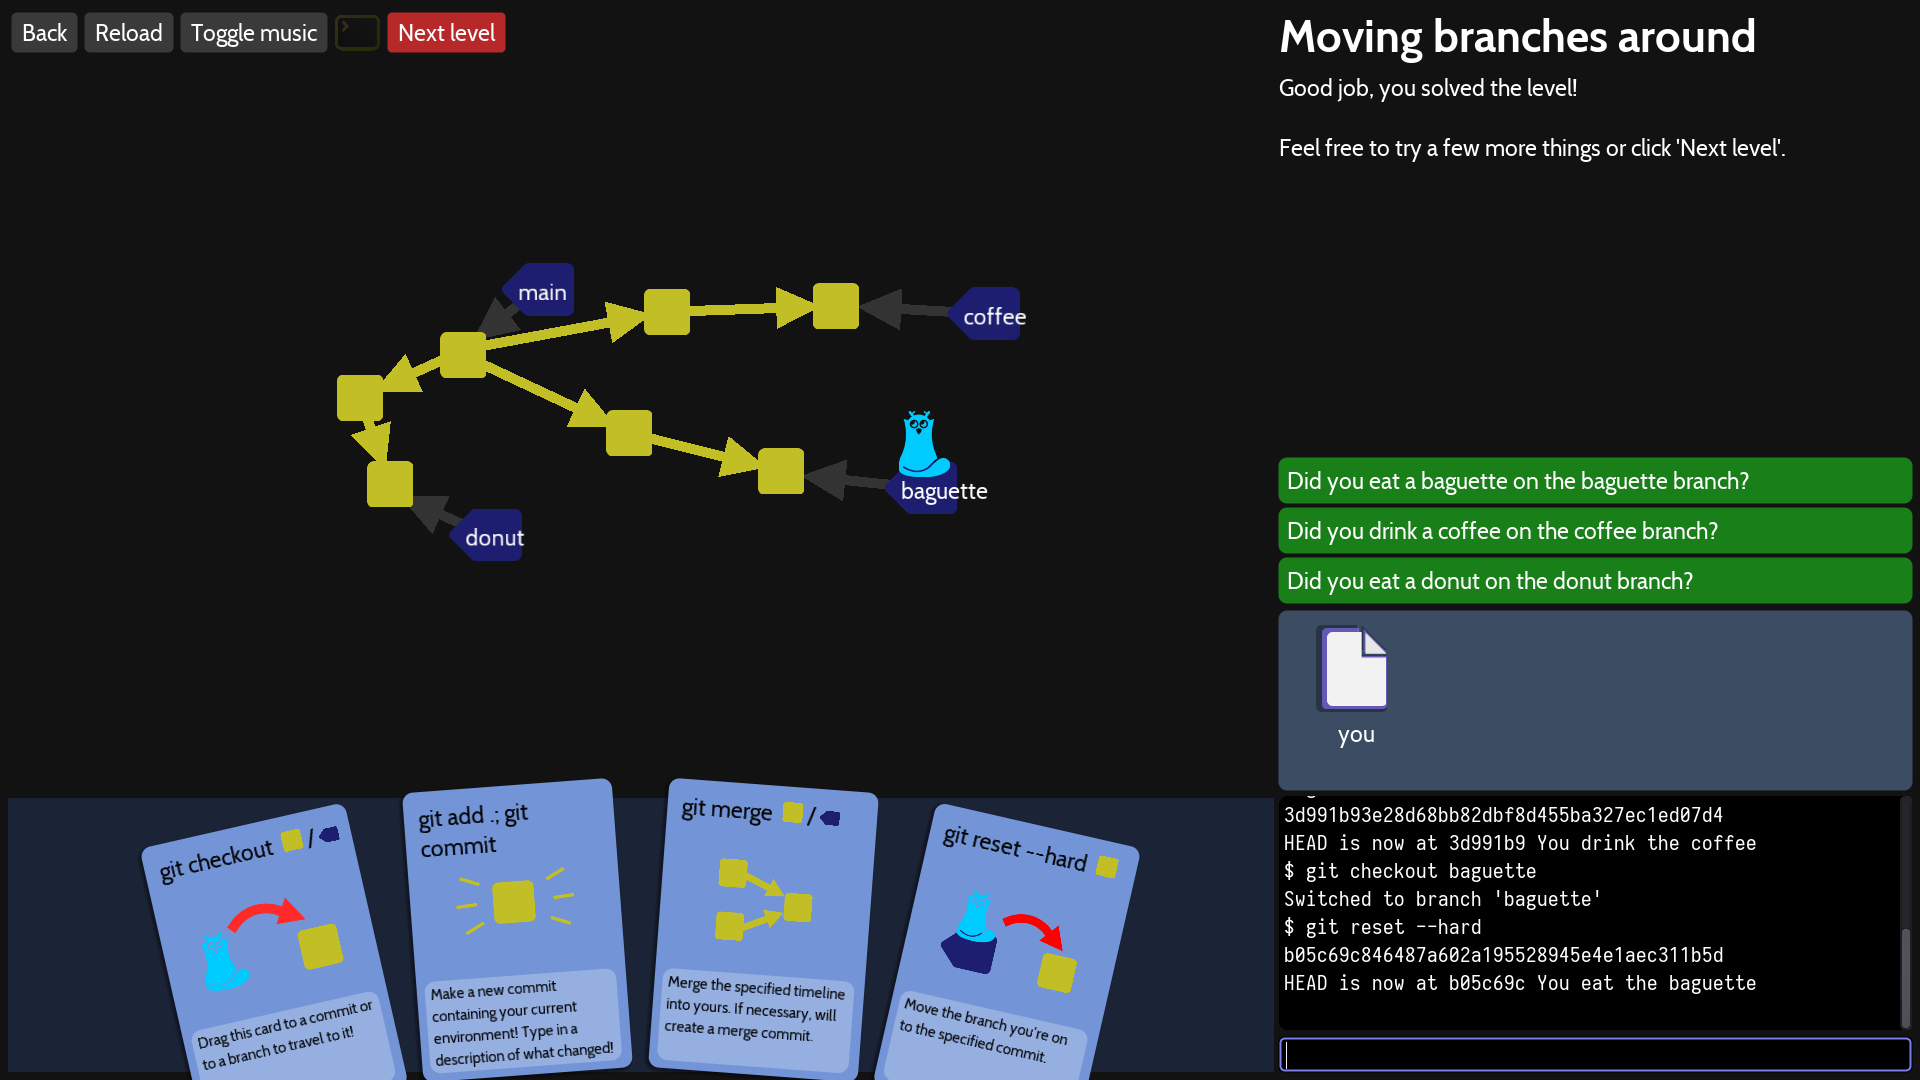 Back
Reload
Toggle music
Next level
Moving branches around
Good job, you solved the level!
Feel free to try a few more things or click 'Next level'.
main
coffee
baguette
donut
Did you eat a baguette on the baguette branch?
Did you drink a coffee on the coffee branch?
Did you eat a donut on the donut branch?
you
git checkout /
Drag this card to a commit or
to a branch to travel to it!
git add .; git
commit
Make a new commit
containing your current
environment! Type in a
description of what changed!
git merge /
Merge the specified timeline
into yours. If necessary, will
create a merge commit.
git reset --hard
Move the branch you're on
to the specified commit.
3d991b93e28d68bb82dbf8d455ba327ec1ed07d4
HEAD is now at 3d991b9 You drink the coffee
$ git checkout baguette
Switched to branch 'baguette'
$ git reset --hard
b05c69c846487a602a195528945e4e1aec311b5d
HEAD is now at b05c69c You eat the baguette